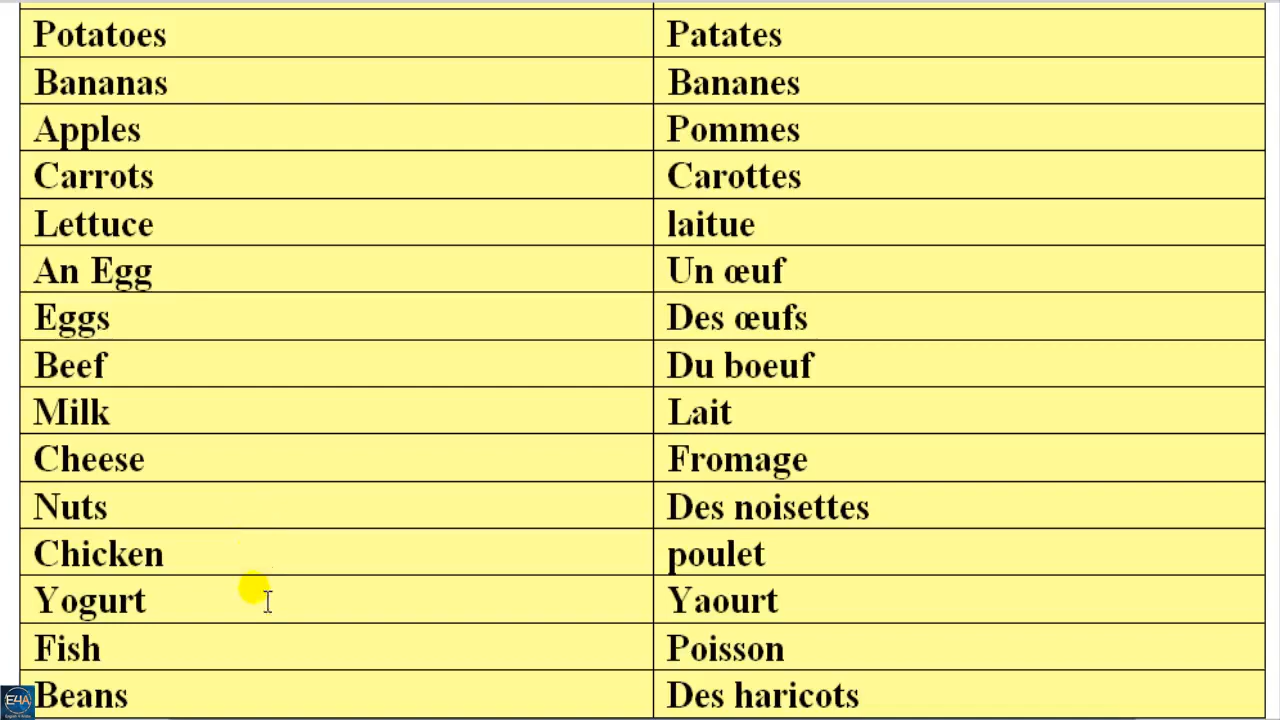 Potatoes Patates
Bananas Bananes
Apples Pommes
Carrots Carottes
Lettuce laitue
An Egg Un œuf
Eggs Des œufs
Beef Du boeuf
Milk Lait
Cheese Fromage
Nuts Des noisettes
Chicken poulet
Yogurt Yaourt
Fish Poisson
Beans Des haricots
E4A